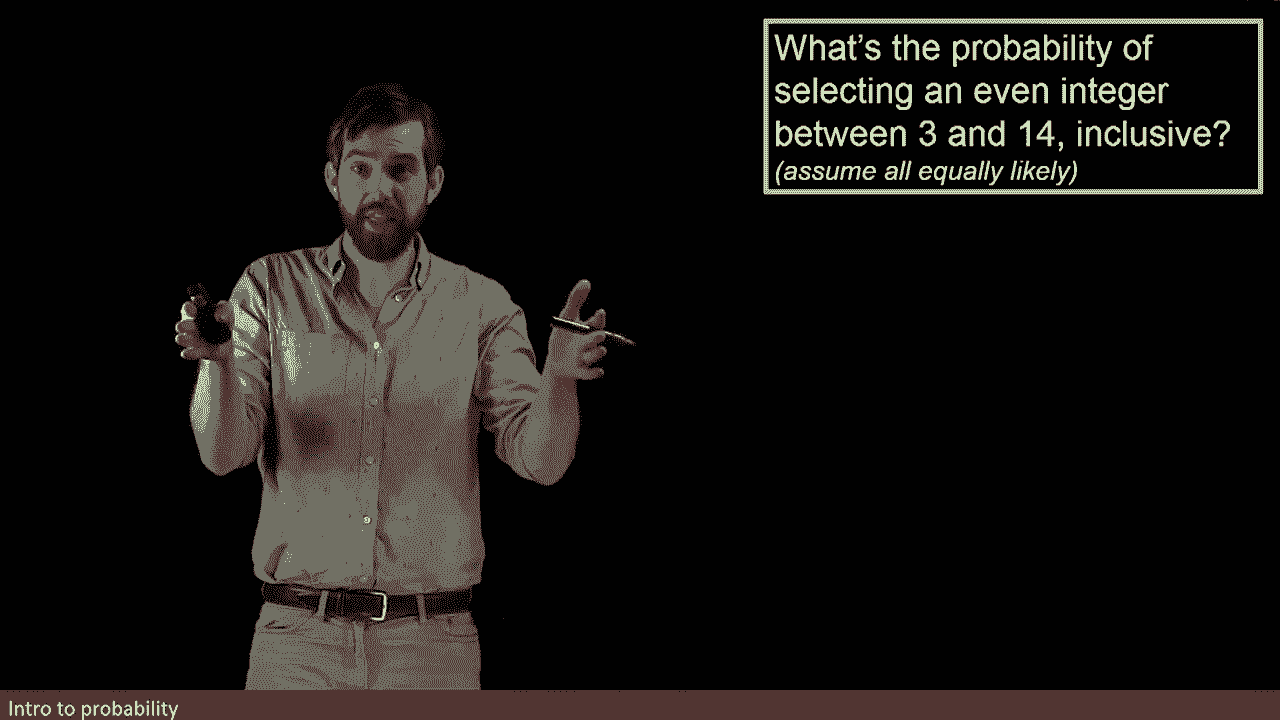 What's the probability of
selecting an even integer
between 3 and 14, inclusive?
(assume all equally likely)
Intro to probability